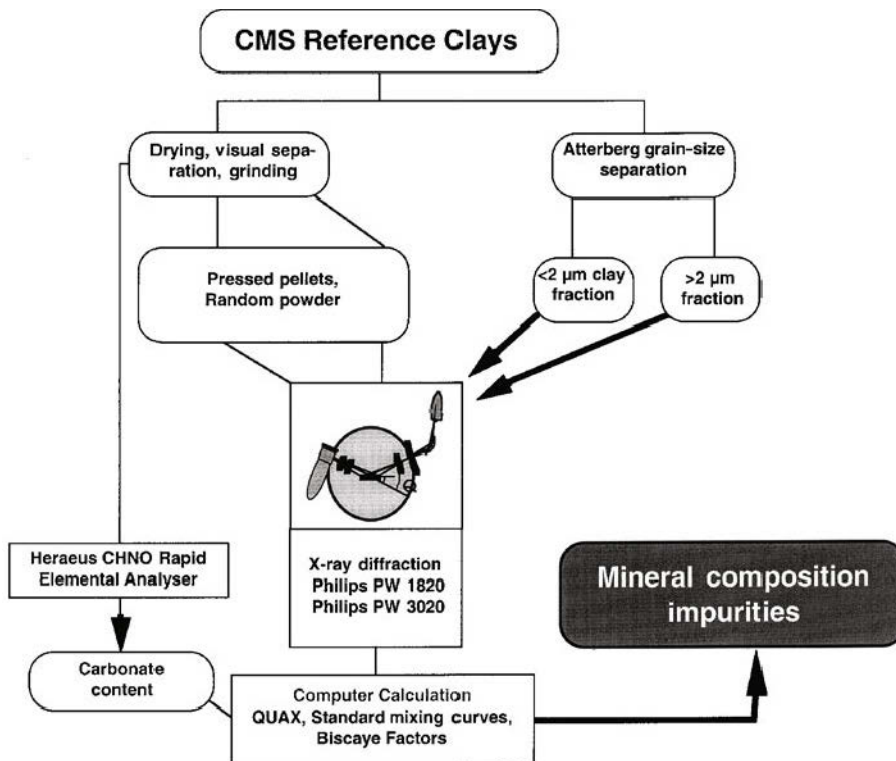 CMS Reference Clays
Drying, visual sepa-
ration, grinding
Atterberg grain-size
separation
Pressed pellets,
Random powder
<2 µm clay
fraction
>2 µm
fraction
Θ
Heraeus CHNO Rapid
Elemental Analyser
X-ray diffraction
Philips PW 1820
Philips PW 3020
Mineral composition
impurities
Carbonate
content
Computer Calculation
QUAX, Standard mixing curves,
Biscaye Factors